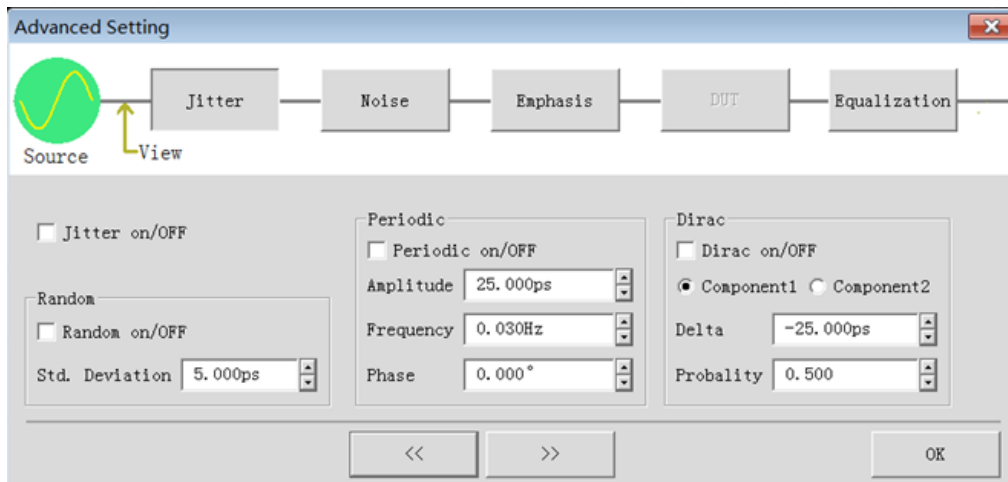 Advanced Setting
Jitter
Noise
Emphasis
DUT
Equalization
Source
View
Jitter on/OFF
Random
Random on/OFF
Std. Deviation 5.000ps
Periodic
Periodic on/OFF
Amplitude 25.000ps
Frequency 0.030Hz
Phase 0.000°
Dirac
Dirac on/OFF
Component1 Component2
Delta -25.000ps
Probality 0.500
<< >>
OK